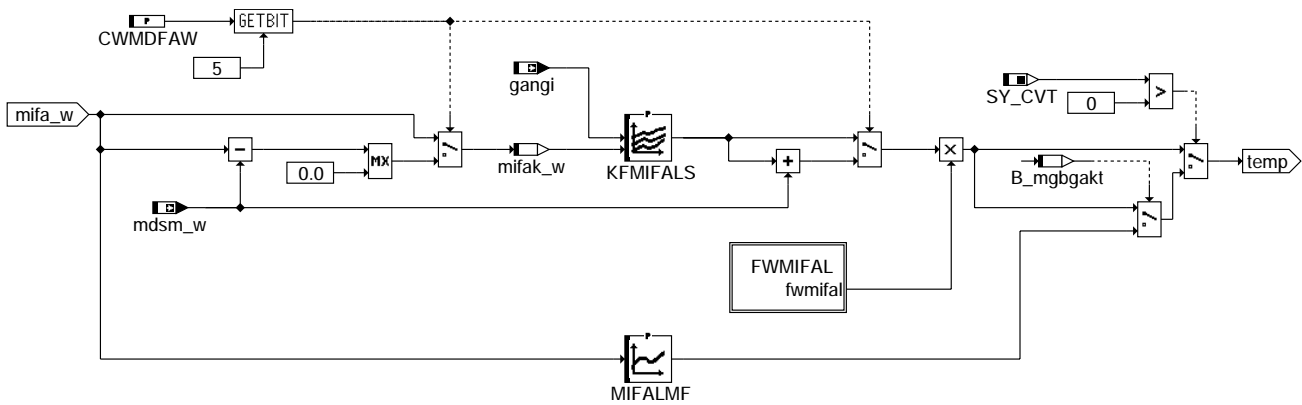 P
CWMDFAW
GETBIT
5
gangi
SY_CVT
0
>
mifa_w
-
0.0
MX
mifak_w
P
KFMIFALS
+
×
B_mgbgakt
temp
mdsm_w
FWMIFAL
fwmifal
P
MIFALMF